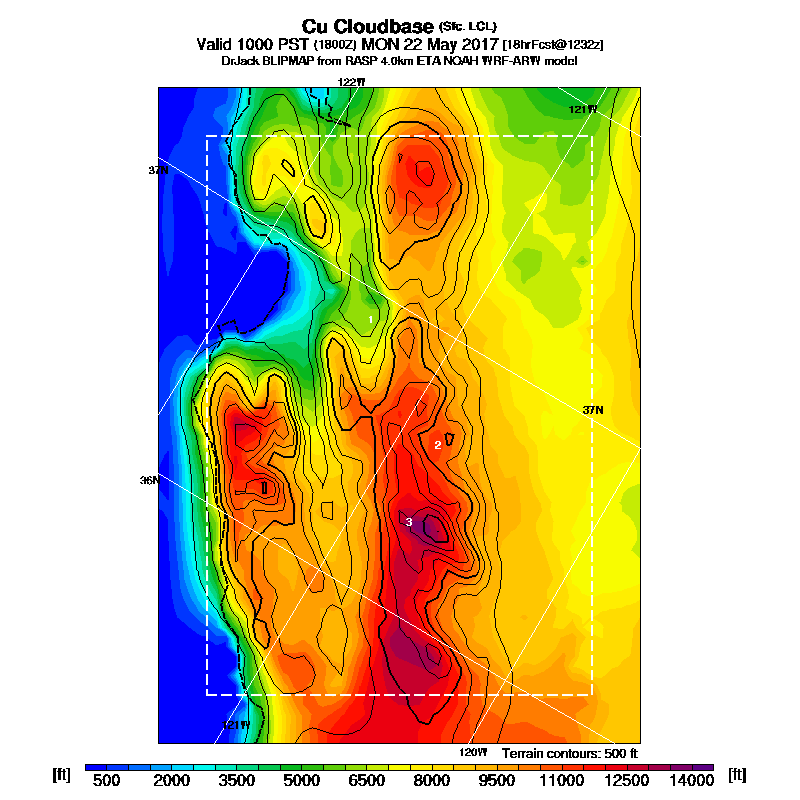 Cu Cloudbase (Sfc. LCL)
Valid 1000 PST (1800Z) MON 22 May 2017 [18hrFcst@1232z]
DrJack BLIPMAP from RASP 4.0km ETA NOAH WRF-ARW model
122W
121W
37N
1
37N
2
36N
3
121W
120W
Terrain contours: 500 ft
[ft] 500 2000 3500 5000 6500 8000 9500 11000 12500 14000 [ft]